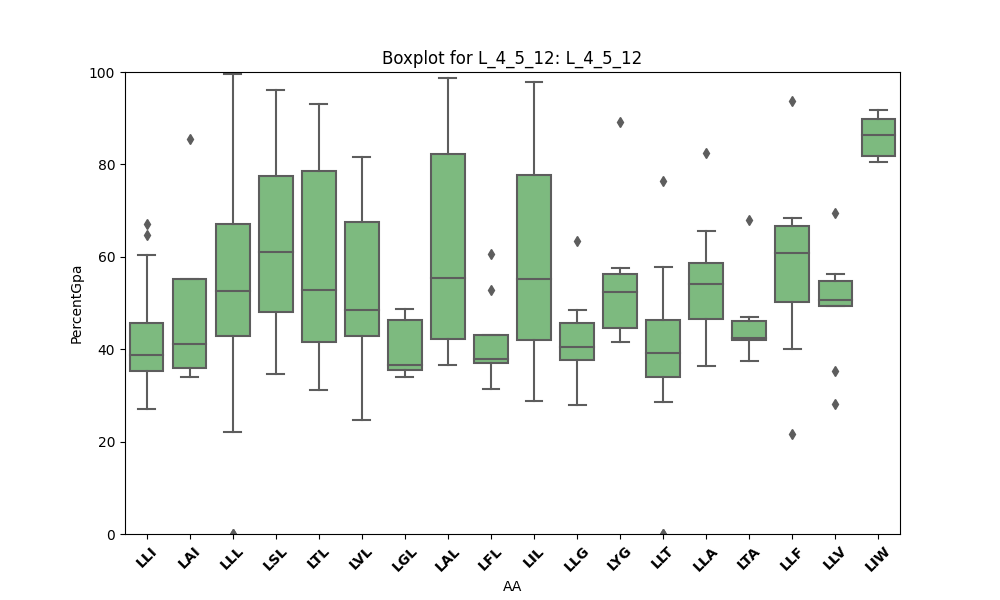 Boxplot for L_4_5_12: L_4_5_12
PercentGpa
100
80
60
40
20
0
LLI LAI LLL LSL LTL LVL LGL LAL LFL LIL LLG LYG LLT LLA LTA LLF LLV LIW
AA